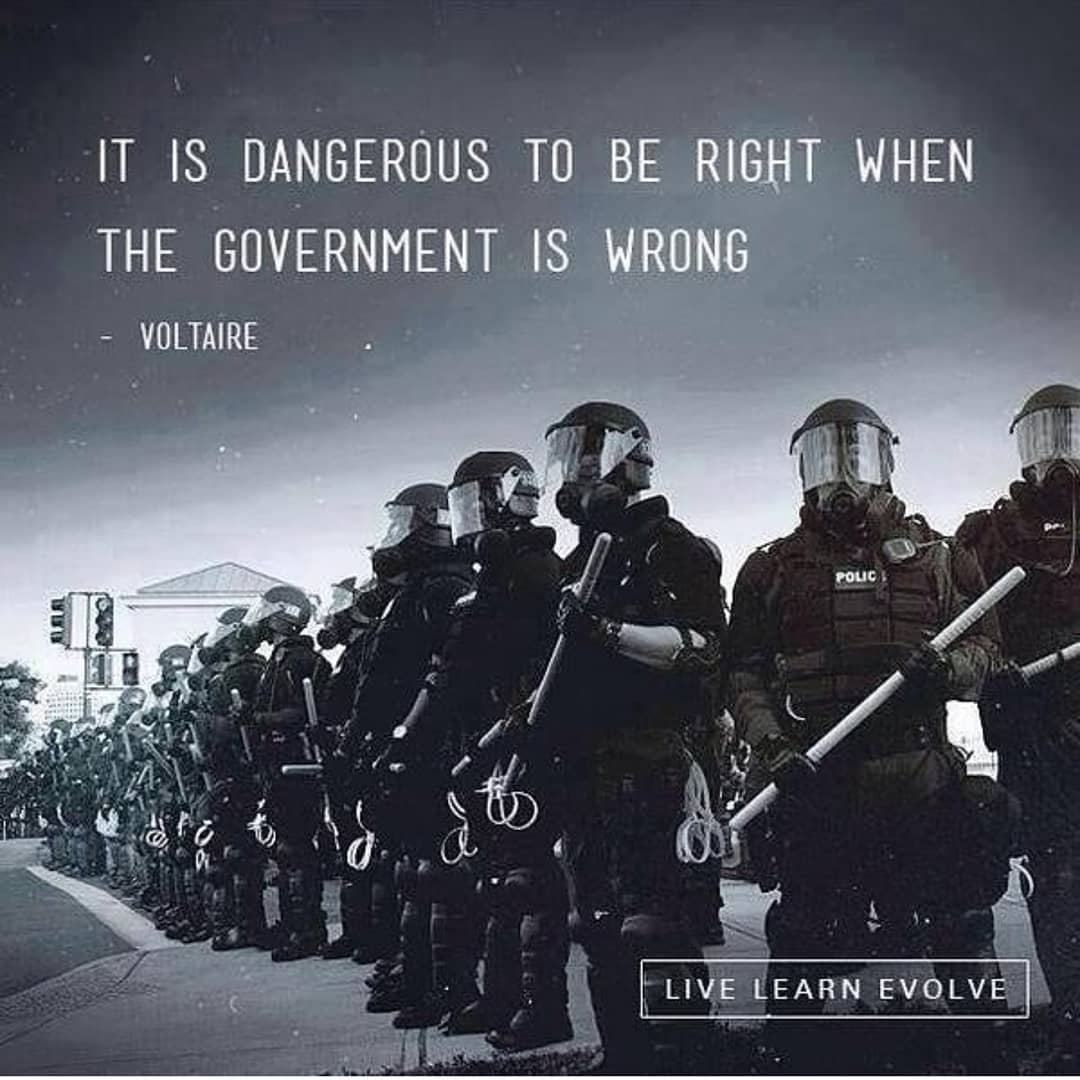 IT IS DANGEROUS TO BE RIGHT WHEN
THE GOVERNMENT IS WRONG
- VOLTAIRE
POLIC
LIVE LEARN EVOLVE